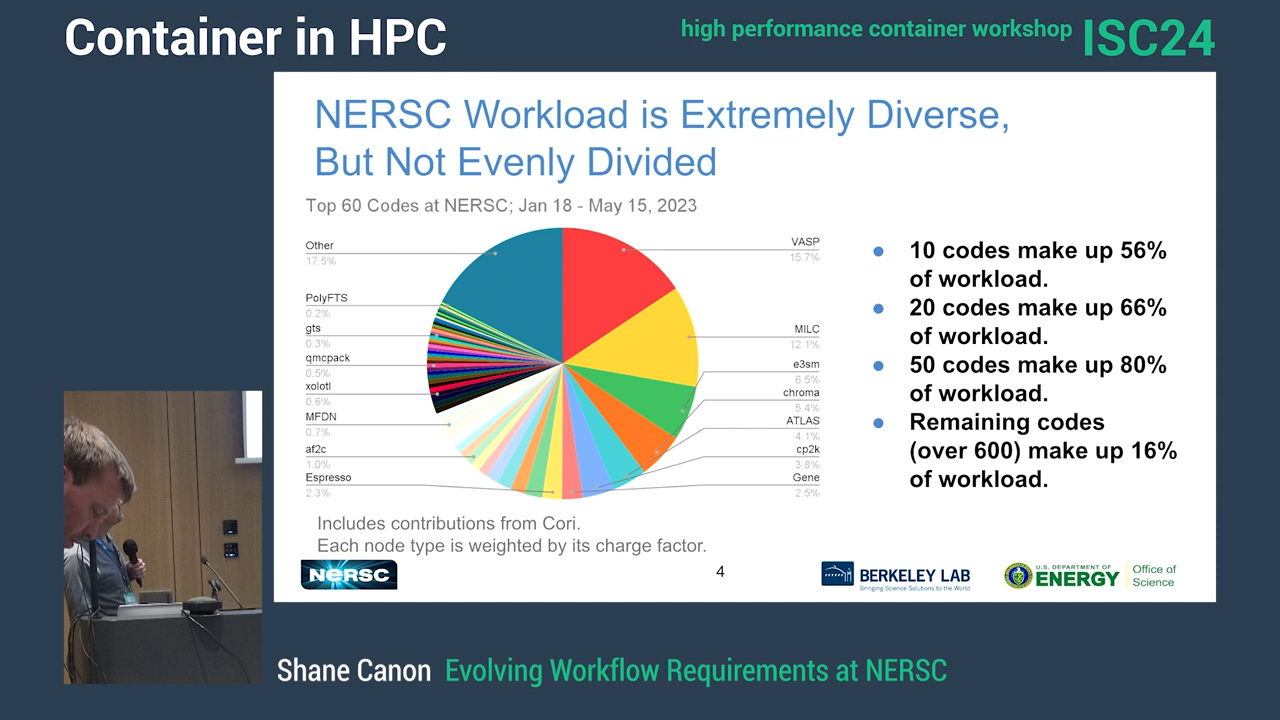 Container in HPC
high performance container workshop ISC24
NERSC Workload is Extremely Diverse,
But Not Evenly Divided
Top 60 Codes at NERSC; Jan 18 - May 15, 2023
Other
17.5%
PolyFTS
0.2%
gts
0.3%
qmcpack
0.5%
xolotl
0.6%
MFDN
0.7%
af2c
1.0%
Espresso
2.3%
VASP
15.7%
MILC
12.1%
e3sm
6.5%
chroma
5.4%
ATLAS
4.1%
cp2k
3.8%
Gene
2.5%
● 10 codes make up 56%
of workload.
● 20 codes make up 66%
of workload.
● 50 codes make up 80%
of workload.
● Remaining codes
(over 600) make up 16%
of workload.
Includes contributions from Cori.
Each node type is weighted by its charge factor.
NERSC
4
BERKELEY LAB
Bringing Science Solutions to the World
U.S. DEPARTMENT OF
ENERGY
Office of
Science
Shane Canon Evolving Workflow Requirements at NERSC